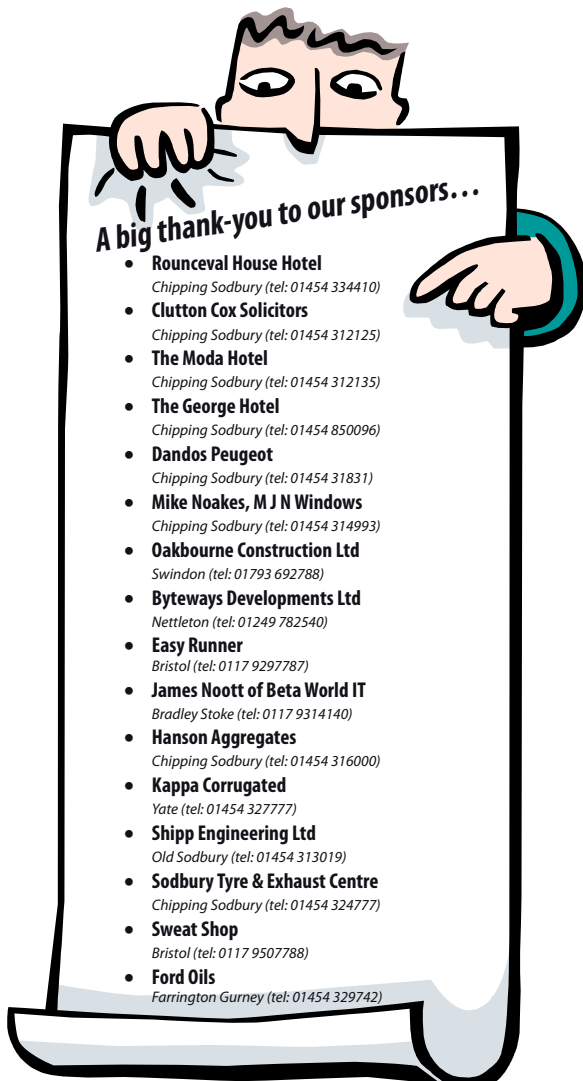 A big thank-you to our sponsors…
• Rounceval House Hotel
Chipping Sodbury (tel: 01454 334410)
• Clutton Cox Solicitors
Chipping Sodbury (tel: 01454 312125)
• The Moda Hotel
Chipping Sodbury (tel: 01454 312135)
• The George Hotel
Chipping Sodbury (tel: 01454 850096)
• Dandos Peugeot
Chipping Sodbury (tel: 01454 31831)
• Mike Noakes, M J N Windows
Chipping Sodbury (tel: 01454 314993)
• Oakbourne Construction Ltd
Swindon (tel: 01793 692788)
• Byteways Developments Ltd
Nettleton (tel: 01249 782540)
• Easy Runner
Bristol (tel: 0117 9297787)
• James Noott of Beta World IT
Bradley Stoke (tel: 0117 9314140)
• Hanson Aggregates
Chipping Sodbury (tel: 01454 316000)
• Kappa Corrugated
Yate (tel: 01454 327777)
• Shipp Engineering Ltd
Old Sodbury (tel: 01454 313019)
• Sodbury Tyre & Exhaust Centre
Chipping Sodbury (tel: 01454 324777)
• Sweat Shop
Bristol (tel: 0117 9507788)
• Ford Oils
Farrington Gurney (tel: 01454 329742)